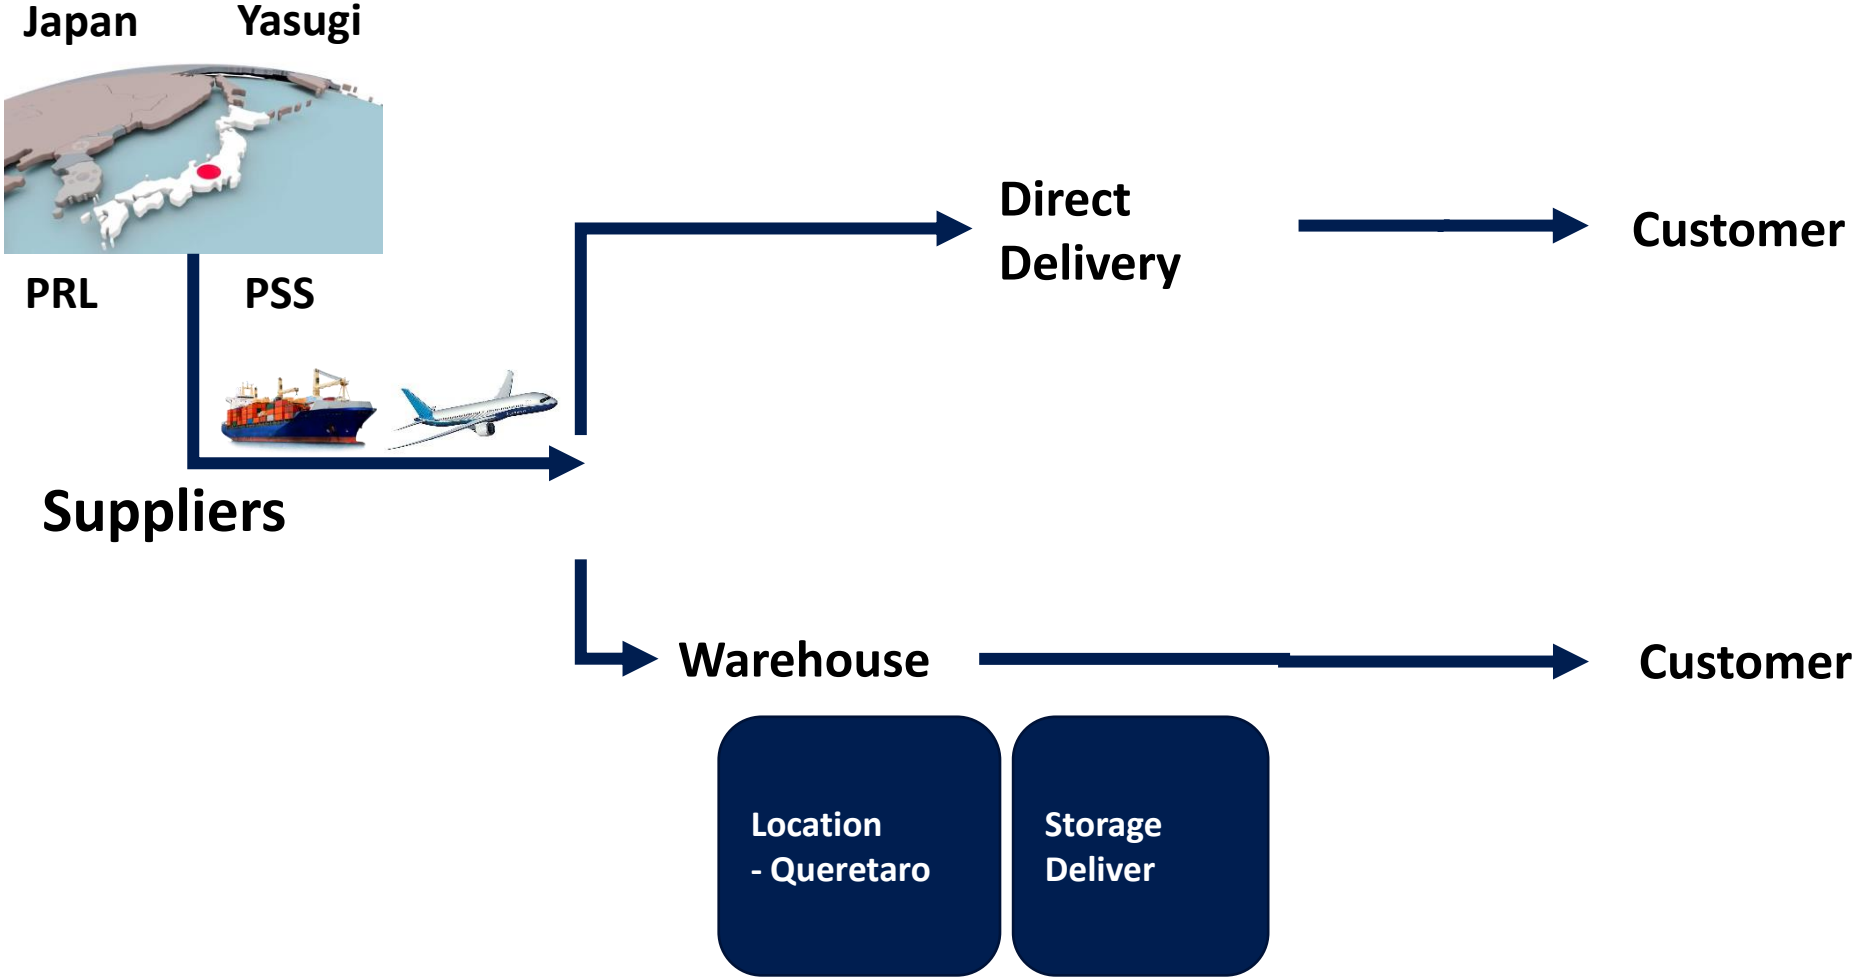 Japan
Yasugi
PRL
PSS
Suppliers
Direct
Delivery
Customer
Warehouse
Customer
Location
- Queretaro
Storage
Deliver